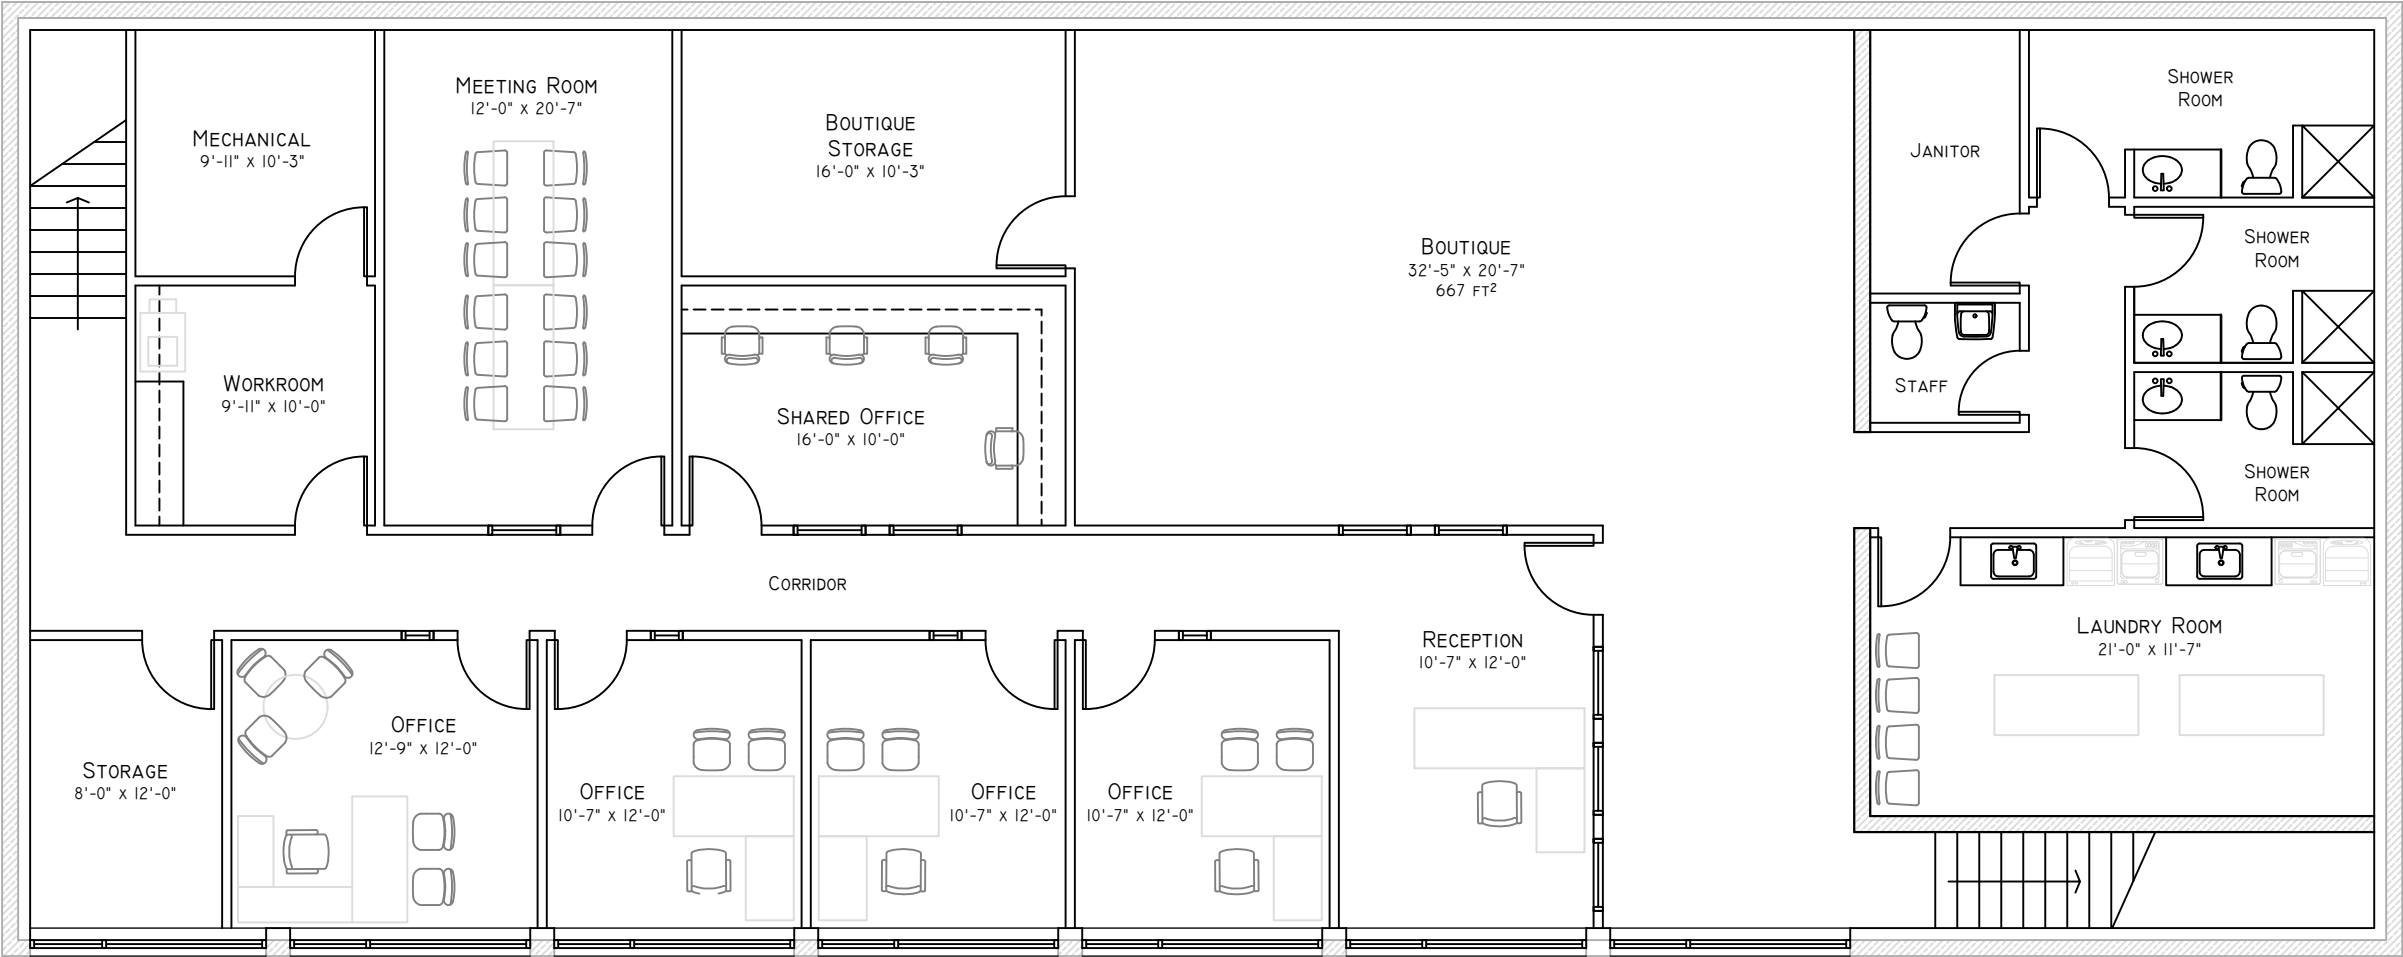 MECHANICAL
9'-11" X 10'-3"
MEETING ROOM
12'-0" X 20'-7"
BOUTIQUE
STORAGE
16'-0" X 10'-3"
BOUTIQUE
32'-5" X 20'-7"
667 FT²
JANITOR
SHOWER
ROOM
SHOWER
ROOM
WORKROOM
9'-11" X 10'-0"
SHARED OFFICE
16'-0" X 10'-0"
STAFF
SHOWER
ROOM
CORRIDOR
RECEPTION
10'-7" X 12'-0"
LAUNDRY ROOM
21'-0" X 11'-7"
STORAGE
8'-0" X 12'-0"
OFFICE
12'-9" X 12'-0"
OFFICE
10'-7" X 12'-0"
OFFICE
10'-7" X 12'-0"
OFFICE
10'-7" X 12'-0"